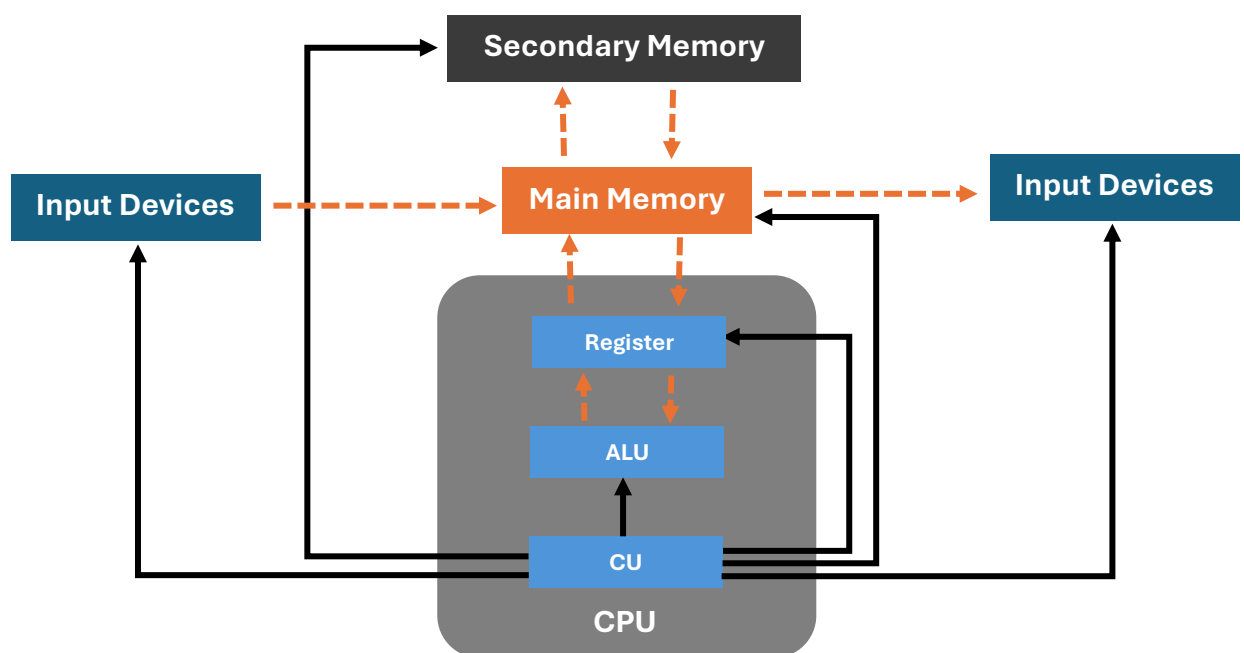 Secondary Memory
Input Devices
Main Memory
Input Devices
Register
ALU
CU
CPU